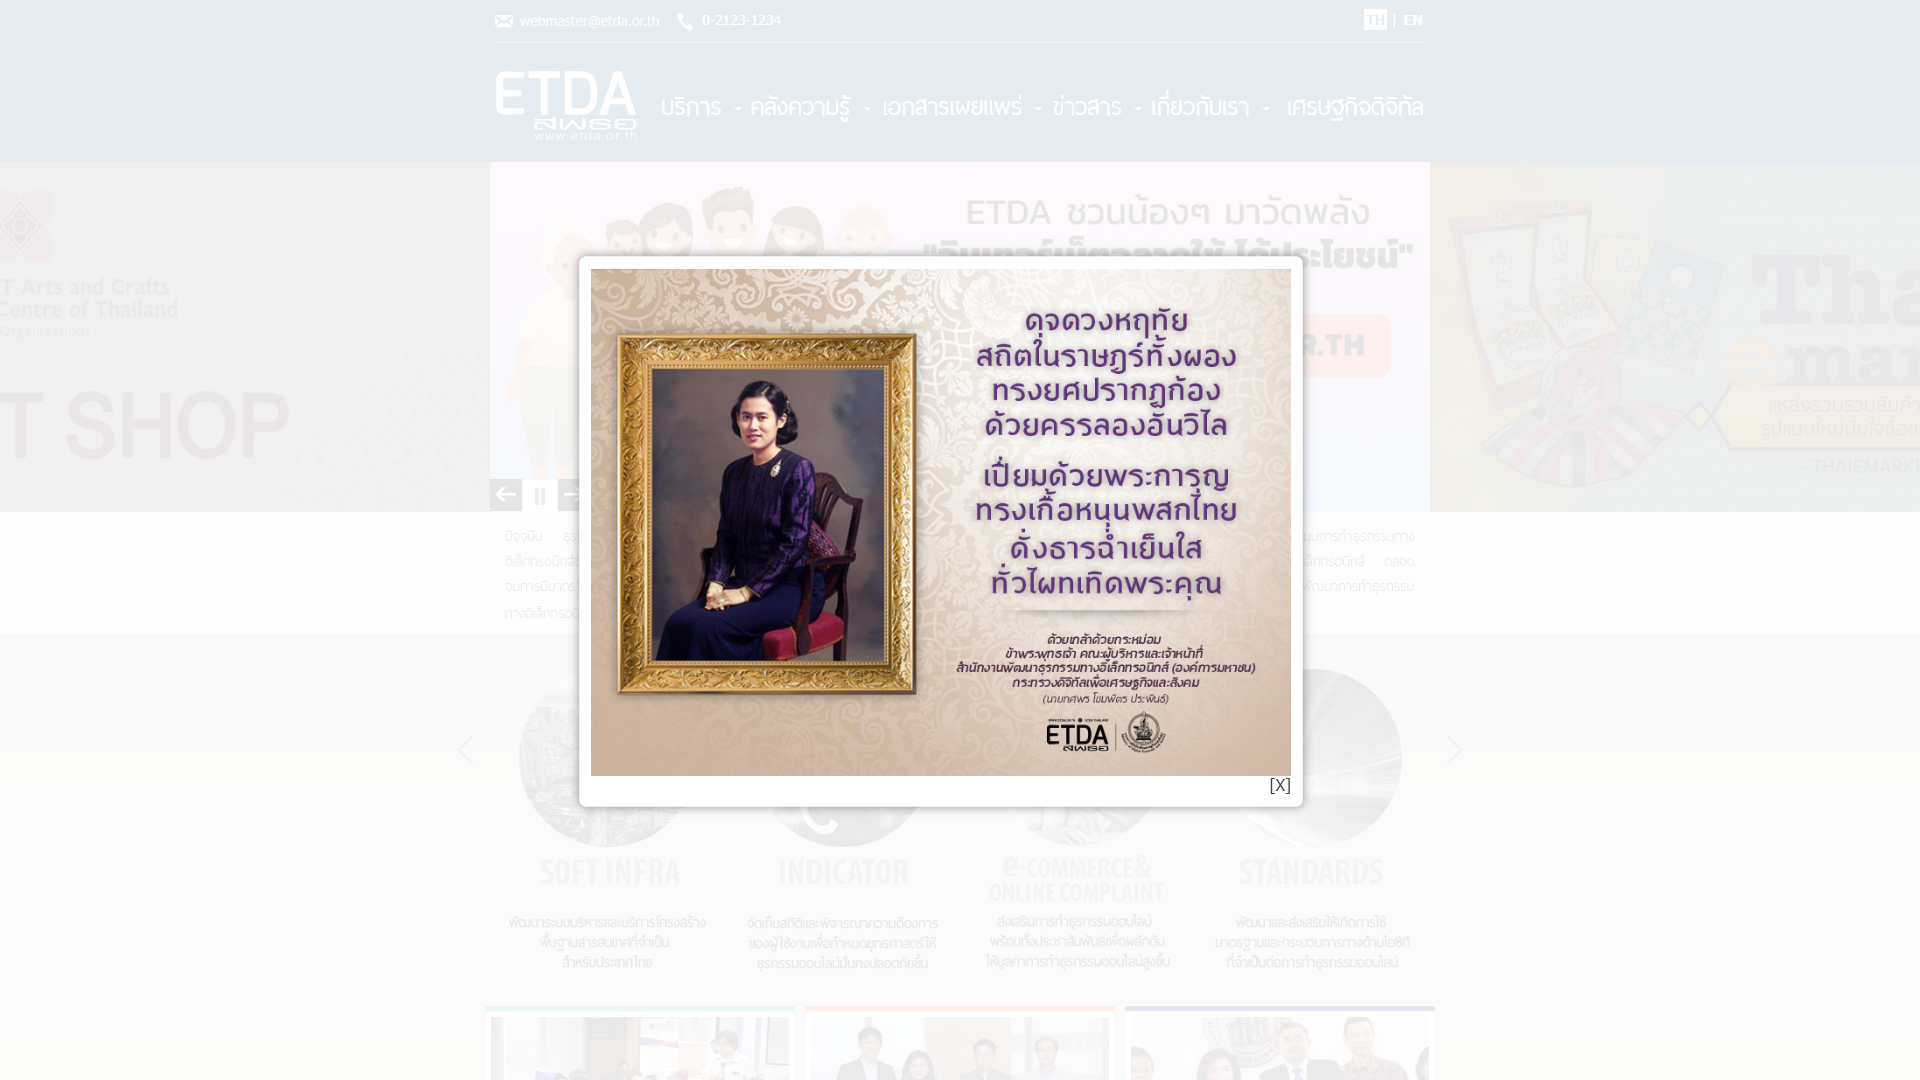 webmaster@etda.or.th 0-2123-1234 TH | EN
ETDA
สพธอ
www.etda.or.th
บริการ คลังความรู้ เอกสารเผยแพร่ ข่าวสาร เกี่ยวกับเรา เศรษฐกิจดิจิทัล
T Arts and Crafts
Centre of Thailand
Organization)
T SHOP
ETDA ชวนน้องๆ มาวัดพลัง
"อินเทอร์เน็ตฉลาดใช้ ได้ประโยชน์"
R.TH
Tha
emar
แหล่งรวบรวมสินค้า
รูปแบบใหม่มั่นใจซื้อขา
- THAIEMARKE
ดุจดวงหฤทัย
สถิตในราษฎร์ทั้งผอง
ทรงยศปรากฏก้อง
ด้วยครรลองอันวิไล
เปี่ยมด้วยพระการุญ
ทรงเกื้อหนุนพสกไทย
ดั่งธารฉ่ำเย็นใส
ทั่วไผทเทิดพระคุณ
ด้วยเกล้าด้วยกระหม่อม
ข้าพระพุทธเจ้า คณะผู้บริหารและเจ้าหน้าที่
สำนักงานพัฒนาธุรกรรมทางอิเล็กทรอนิกส์ (องค์การมหาชน)
กระทรวงดิจิทัลเพื่อเศรษฐกิจและสังคม
(นายทศพร โขมพัตร ประพันธ์)
ETDA
สพธอ
[X]
ปัจจุบัน
นการทำธุรกรรมทาง
อิเล็กทรอนิกส์
ล็กทรอนิกส์ ตลอด
จนการมีมาตร
พัฒนาการทำธุรกรรม
ทางอิเล็กทรอนิ
SOFT INFRA
INDICATOR
e-COMMERCE&
ONLINE COMPLAINT
STANDARDS
พัฒนาระบบบริหารและบริการโครงสร้าง
พื้นฐานสารสนเทศที่จำเป็น
สำหรับประเทศไทย
จัดเก็บสถิติและพิจารณาความต้องการ
ของผู้ใช้งานเพื่อกำหนดยุทธศาสตร์ให้
ธุรกรรมออนไลน์มั่นคงปลอดภัยขึ้น
ส่งเสริมการทำธุรกรรมออนไลน์
พร้อมทั้งประชาสัมพันธ์เพื่อผลักดัน
ให้มูลค่าการทำธุรกรรมออนไลน์สูงขึ้น
พัฒนาและส่งเสริมให้เกิดการใช้
มาตรฐานและกระบวนการทางด้านไอซีที
ที่จำเป็นต่อการทำธุรกรรมออนไลน์